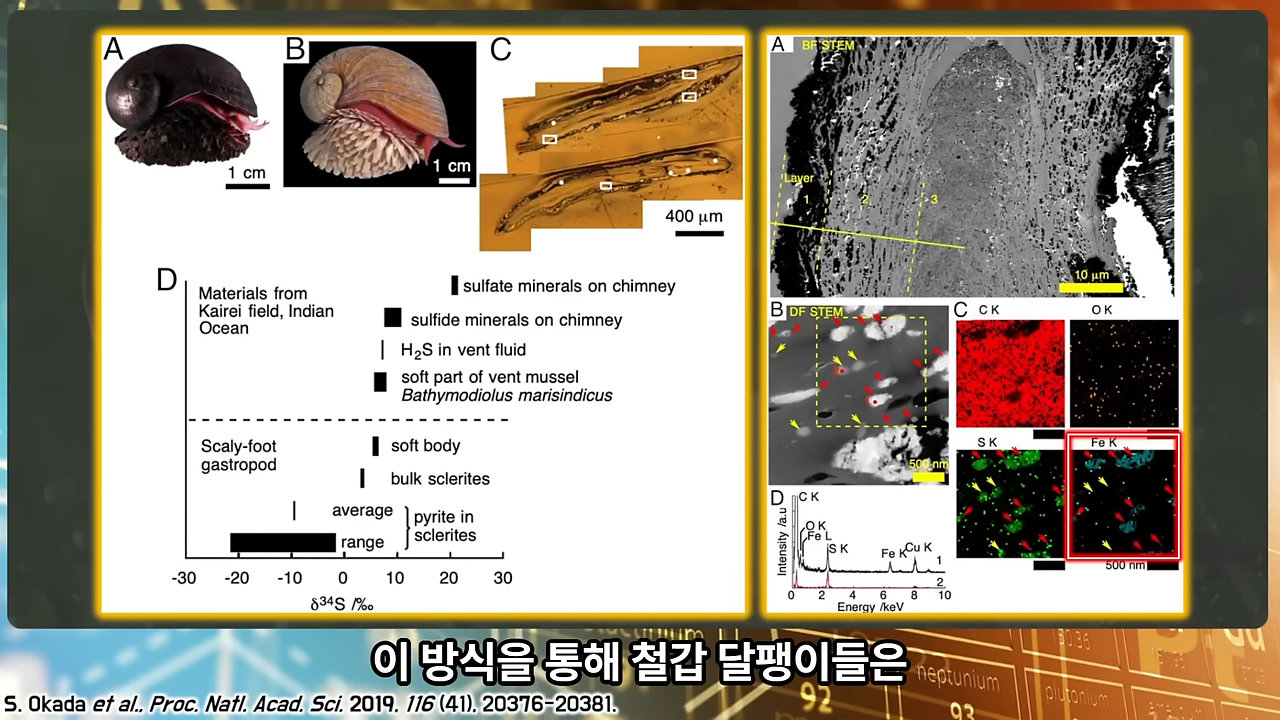 A
B
C
1 cm
1 cm
400 μm
D
Materials from
Kairei field, Indian
Ocean
sulfate minerals on chimney
sulfide minerals on chimney
H₂S in vent fluid
soft part of vent mussel
Bathymodiolus marisindicus
Scaly-foot
gastropod
soft body
bulk sclerites
average
range
pyrite in
sclerites
-30 -20 -10 0 10 20 30
δ³⁴S /‰
A
BF STEM
Layer
1
2
3
10 μm
B
DF STEM
500 nm
C
C K
O K
S K
Fe K
500 nm
D
Intensity /a.u
C K
O K
Fe L
S K
Fe K
Cu K
1
2
0 2 4 6 8 10
Energy /keV
이 방식을 통해 철갑 달팽이들은
S. Okada et al., Proc. Natl. Acad. Sci. 2019, 116 (41), 20376-20381.
92
neptunium
93
plutonium